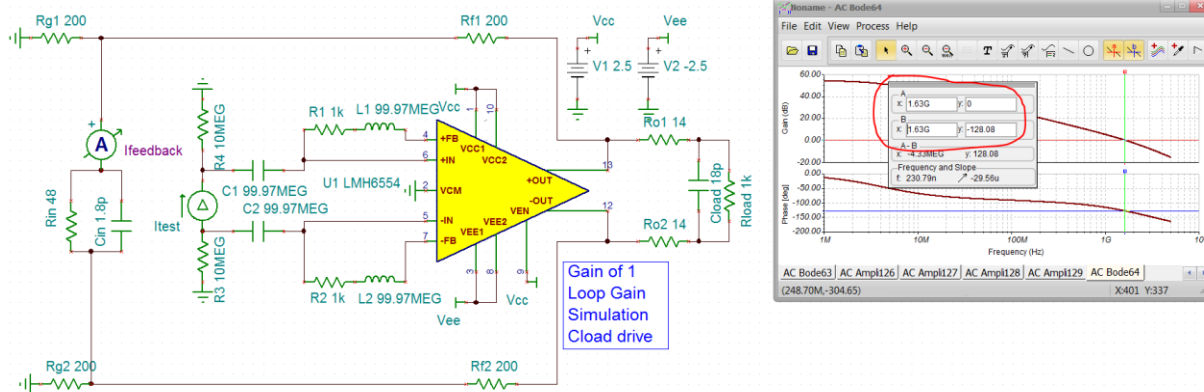 Rg1 200
Rf1 200
Vcc
Vee
+
+
V1 2.5
V2 -2.5
+
A
Ifeedback
Rin 48
Cin 1.8p
R4 10MEG
Itest
R3 10MEG
C1 99.97MEG
C2 99.97MEG
R1 1k
L1 99.97MEG
Vcc
U1 LMH6554
4
+FB
6
+IN
2
VCM
5
-IN
7
-FB
1
10
VCC1
VCC2
+OUT
13
-OUT
VEN
12
VEE1
VEE2
3
8
9
R2 1k
L2 99.97MEG
Vee
Vcc
Ro1 14
Ro2 14
Cload 18p
Rload 1k
Gain of 1
Loop Gain
Simulation
Cload drive
Rg2 200
Rf2 200
Noname - AC Bode64
File Edit View Process Help
T
Gain (dB)
60.00
40.00
20.00
0.00
-20.00
Phase [deg]
0.00
-50.00
-100.00
-150.00
-200.00
1M
10M
100M
1G
10
Frequency (Hz)
A
x: 1.63G y: 0
B
x: 1.63G y: -128.08
A - B
x: -4.33MEG y: 128.08
Frequency and Slope
f: 230.79n -29.56u
a
b
AC Bode63 AC Ampli126 AC Ampli127 AC Ampli128 AC Ampli129 AC Bode64
(248.70M,-304.65)
X:401 Y:337